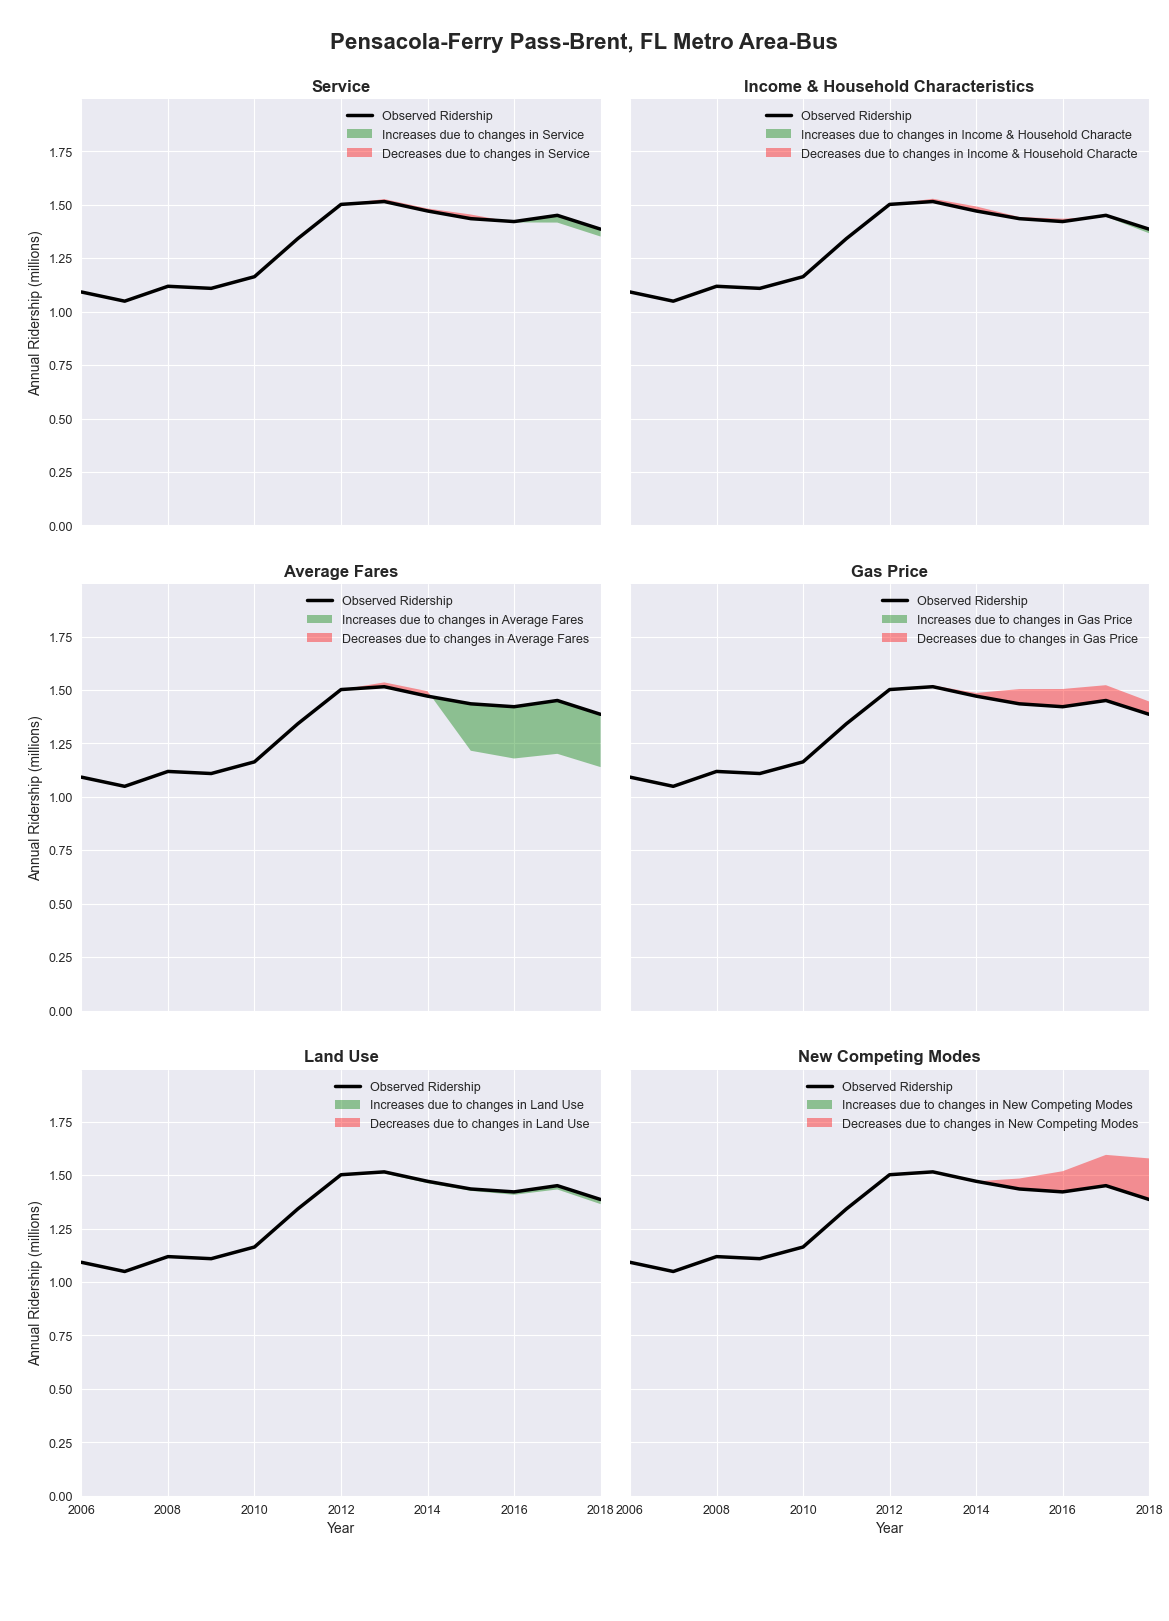 Pensacola-Ferry Pass-Brent, FL Metro Area-Bus
Service
Observed Ridership
Increases due to changes in Service
Decreases due to changes in Service
1.75
1.50
1.25
1.00
0.75
0.50
0.25
0.00
Annual Ridership (millions)
Income & Household Characteristics
Observed Ridership
Increases due to changes in Income & Household Characte
Decreases due to changes in Income & Household Characte
Average Fares
Observed Ridership
Increases due to changes in Average Fares
Decreases due to changes in Average Fares
1.75
1.50
1.25
1.00
0.75
0.50
0.25
0.00
Annual Ridership (millions)
Gas Price
Observed Ridership
Increases due to changes in Gas Price
Decreases due to changes in Gas Price
Land Use
Observed Ridership
Increases due to changes in Land Use
Decreases due to changes in Land Use
1.75
1.50
1.25
1.00
0.75
0.50
0.25
0.00
Annual Ridership (millions)
2006 2008 2010 2012 2014 2016 2018
Year
New Competing Modes
Observed Ridership
Increases due to changes in New Competing Modes
Decreases due to changes in New Competing Modes
2006 2008 2010 2012 2014 2016 2018
Year